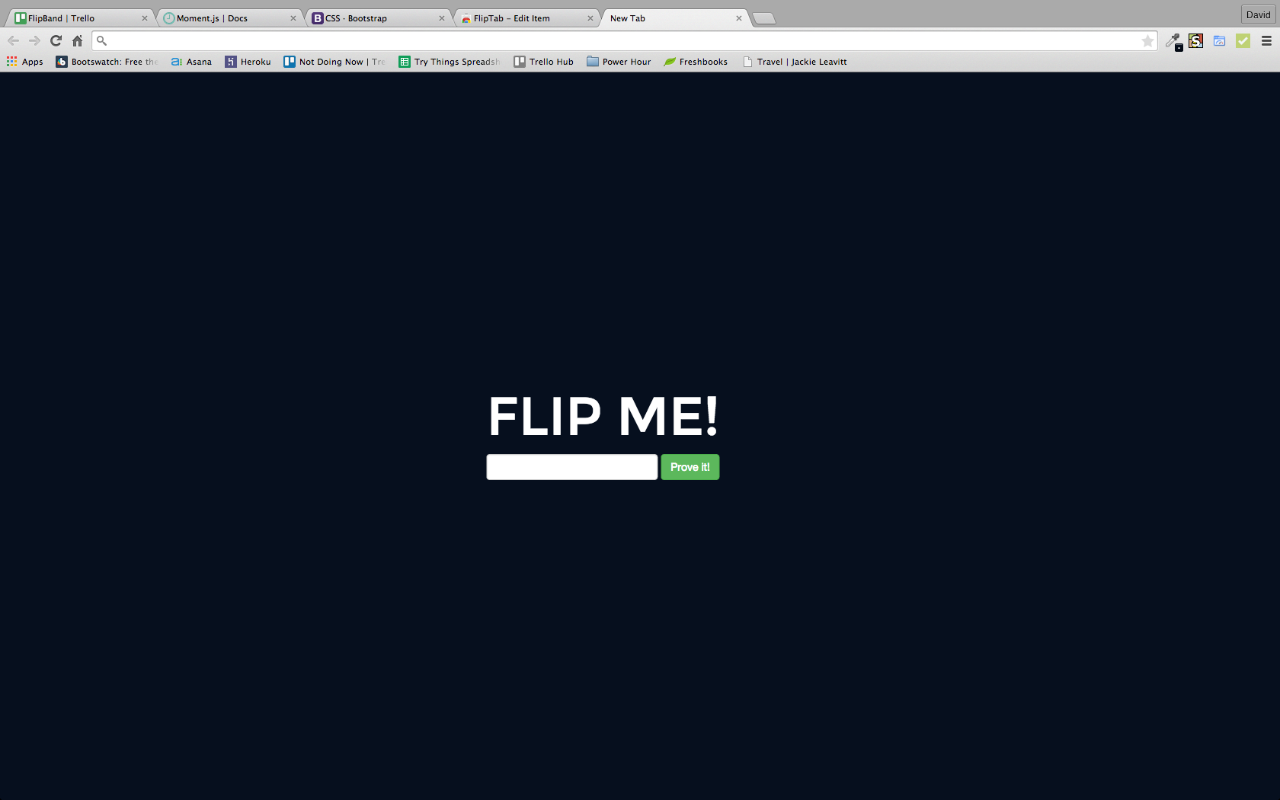 FlipBand | Trello
Moment.js | Docs
CSS · Bootstrap
FlipTab - Edit Item
New Tab
David
Apps
Bootswatch: Free the
Asana
Heroku
Not Doing Now | Tre
Try Things Spreadsh
Trello Hub
Power Hour
Freshbooks
Travel | Jackie Leavitt
FLIP ME!
Prove it!